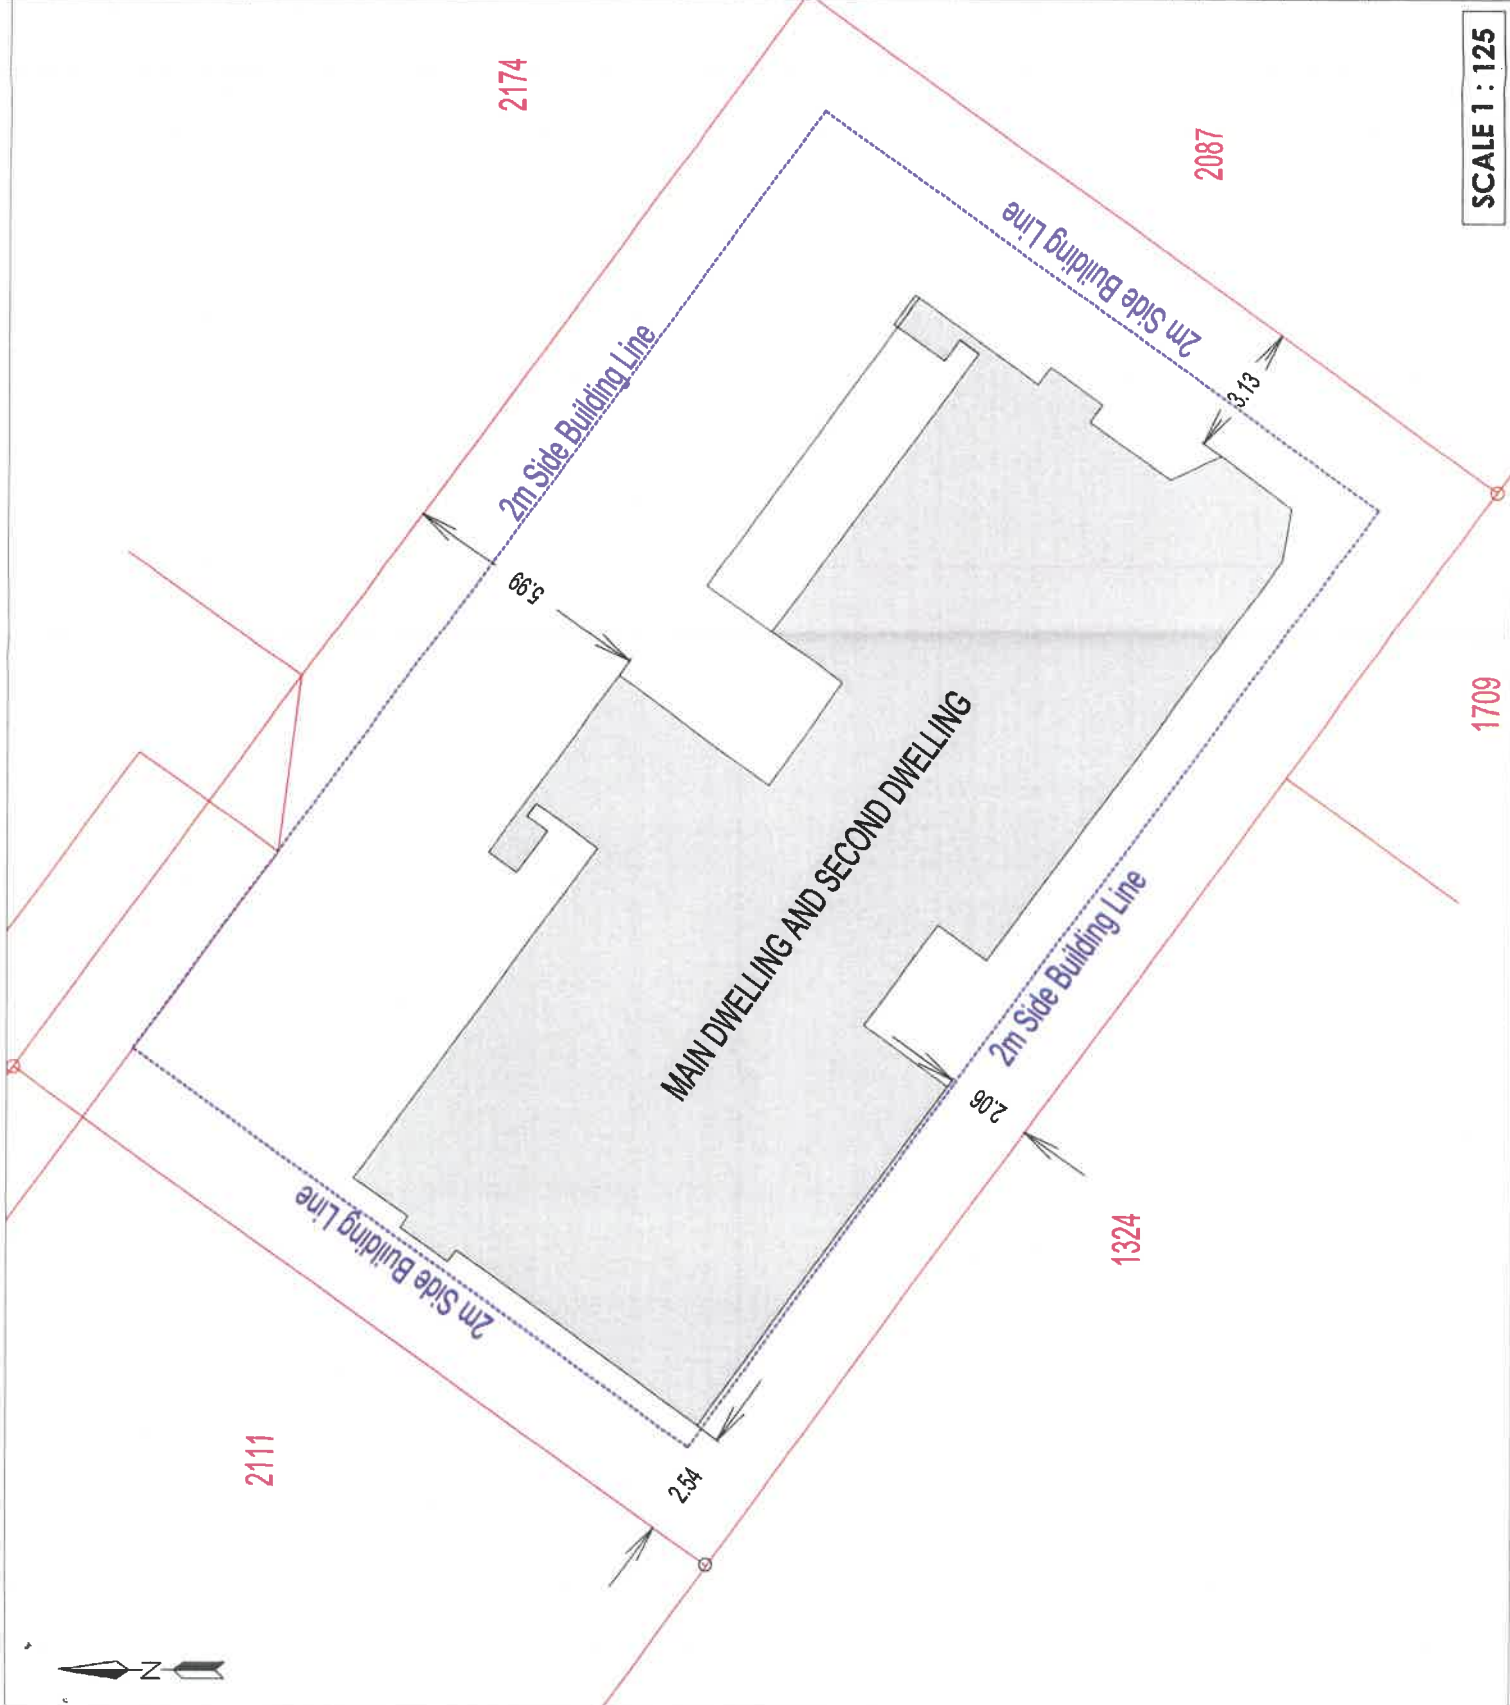 SCALE 1 : 125
2174
2087
2m Side Building Line
2m Side Building Line
3.13
5.99
MAIN DWELLING AND SECOND DWELLING
1709
2m Side Building Line
2.06
1324
2m Side Building Line
2111
2.54
N